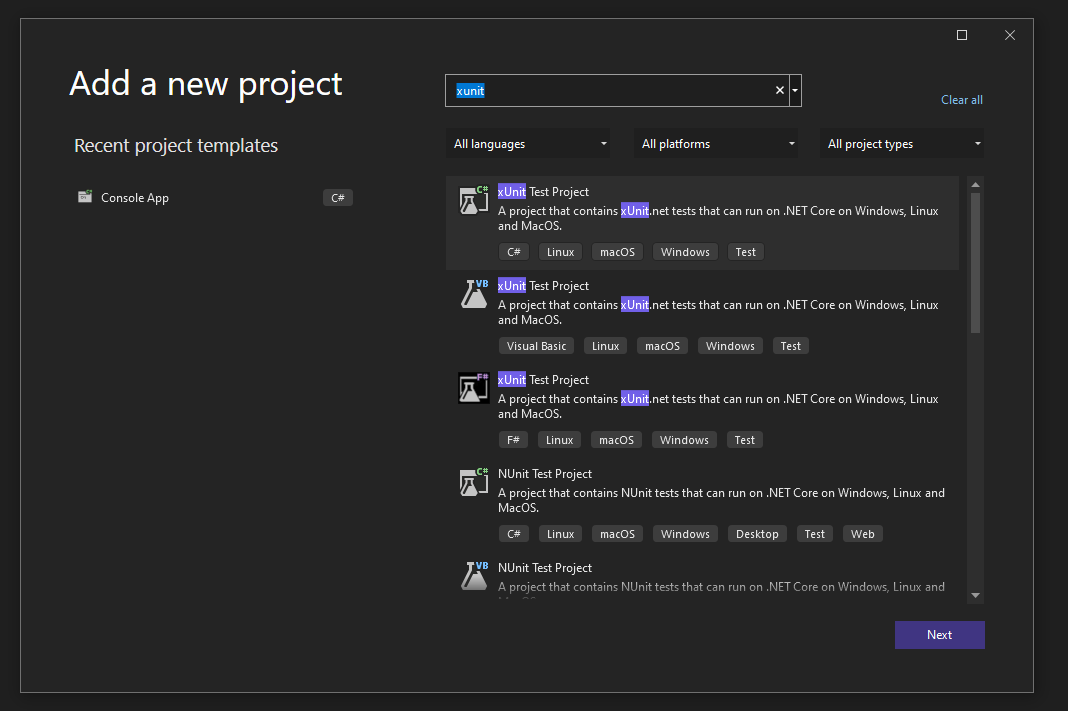 Add a new project
xunit
Clear all
Recent project templates
All languages
All platforms
All project types
Console App
C#
C#
xUnit Test Project
A project that contains xUnit.net tests that can run on .NET Core on Windows, Linux
and MacOS.
C# Linux macOS Windows Test
VB
xUnit Test Project
A project that contains xUnit.net tests that can run on .NET Core on Windows, Linux
and MacOS.
Visual Basic Linux macOS Windows Test
F#
xUnit Test Project
A project that contains xUnit.net tests that can run on .NET Core on Windows, Linux
and MacOS.
F# Linux macOS Windows Test
C#
NUnit Test Project
A project that contains NUnit tests that can run on .NET Core on Windows, Linux and
MacOS.
C# Linux macOS Windows Desktop Test Web
VB
NUnit Test Project
A project that contains NUnit tests that can run on .NET Core on Windows, Linux and
Next